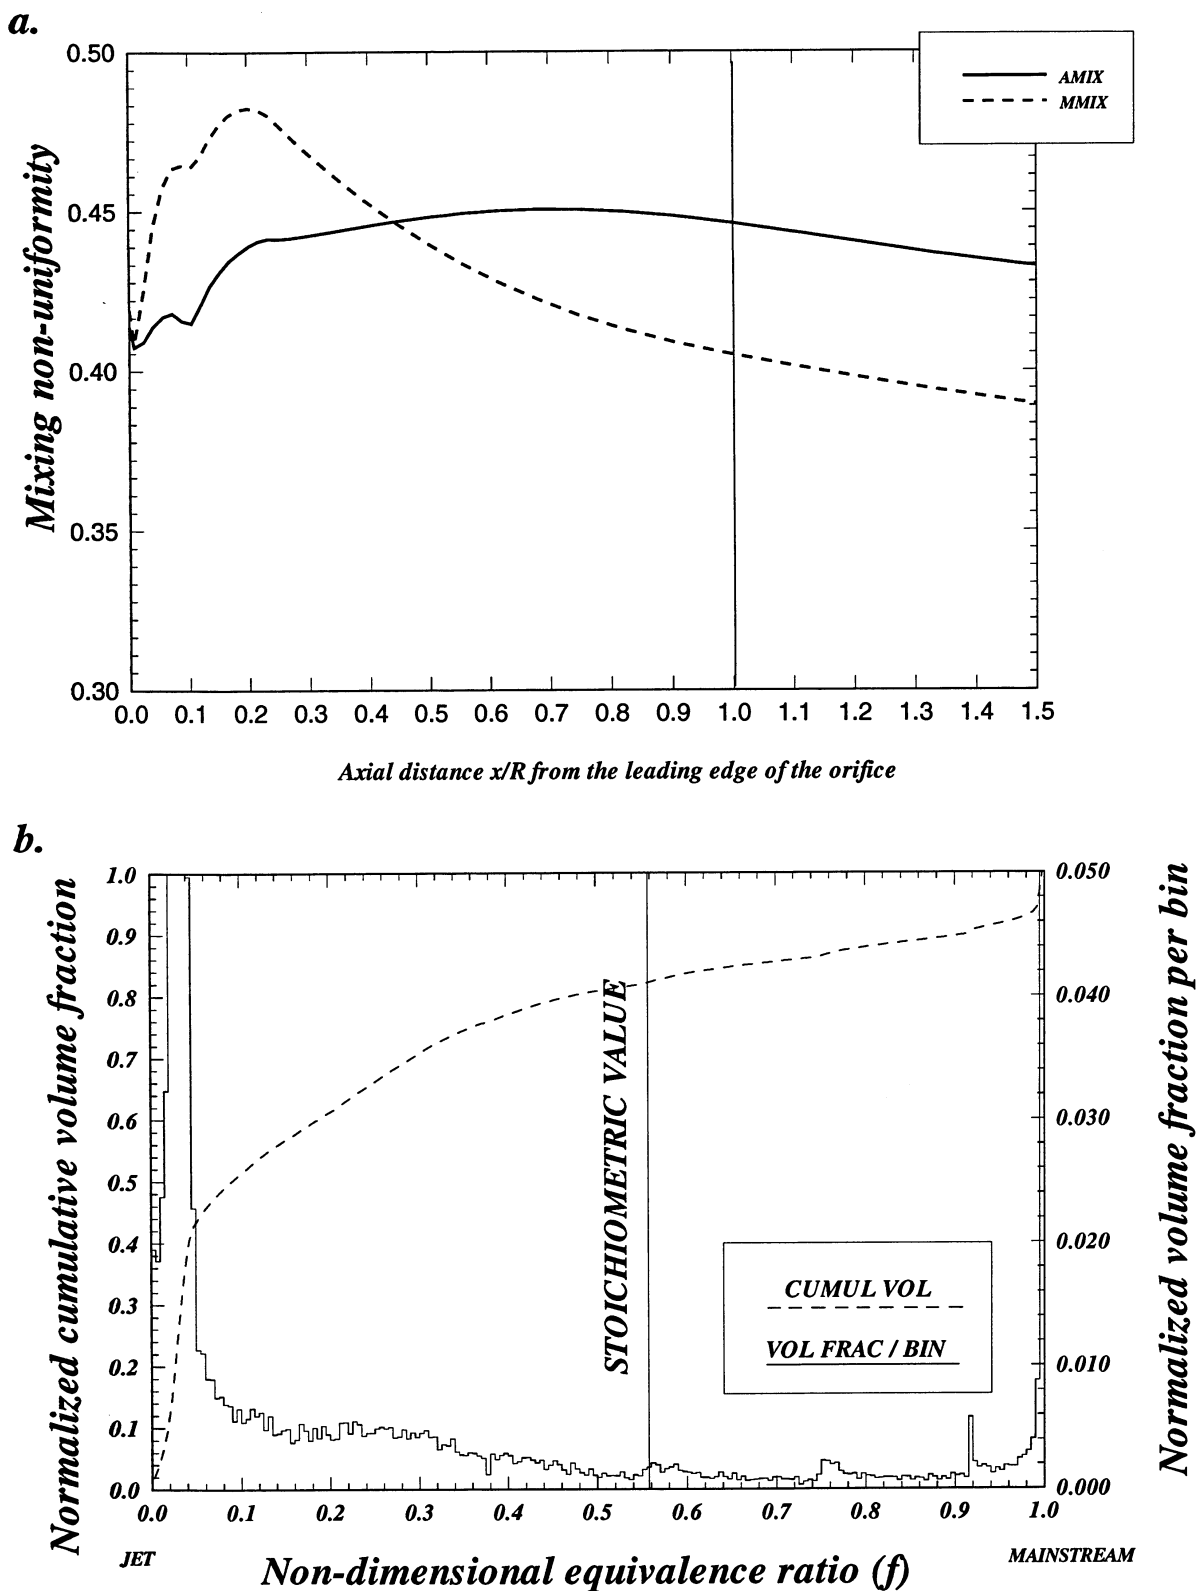 a.
0.50
0.45
0.40
0.35
0.30
Mixing non-uniformity
AMIX
MMIX
0.0 0.1 0.2 0.3 0.4 0.5 0.6 0.7 0.8 0.9 1.0 1.1 1.2 1.3 1.4 1.5
Axial distance x/R from the leading edge of the orifice
b.
Normalized cumulative volume fraction
1.0
0.9
0.8
0.7
0.6
0.5
0.4
0.3
0.2
0.1
0.0
STOICHIOMETRIC VALUE
CUMUL VOL
VOL FRAC / BIN
0.050
0.040
0.030
0.020
0.010
0.000
Normalized volume fraction per bin
0.0 0.1 0.2 0.3 0.4 0.5 0.6 0.7 0.8 0.9 1.0
JET
MAINSTREAM
Non-dimensional equivalence ratio (f)